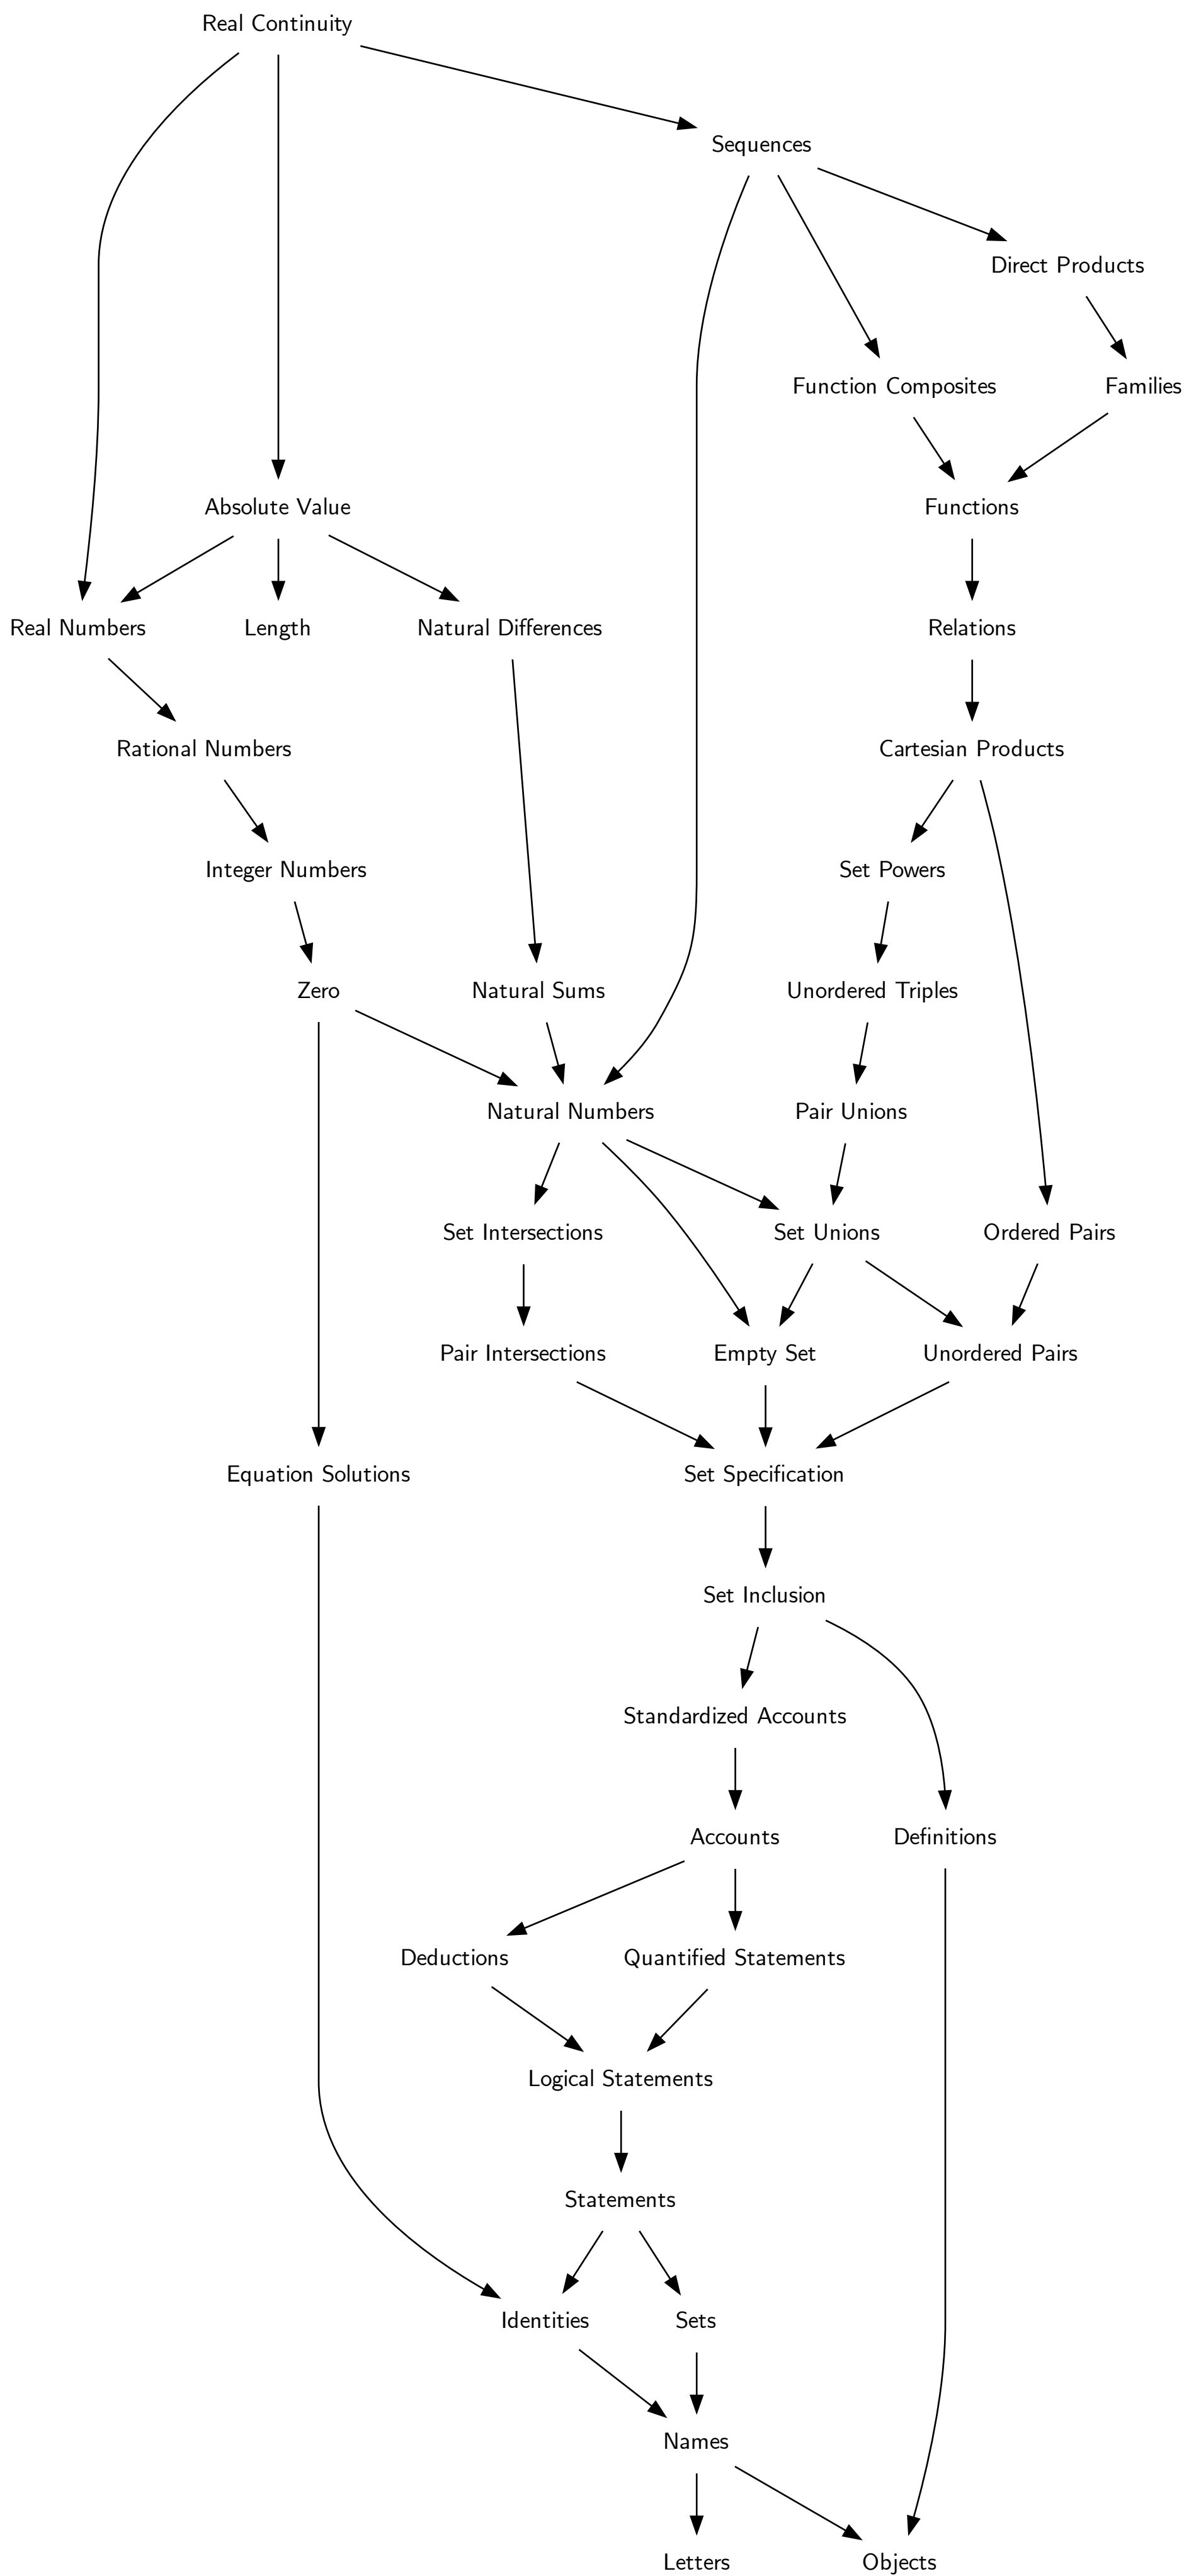 Real Continuity
Sequences
Direct Products
Function Composites
Families
Absolute Value
Functions
Real Numbers
Length
Natural Differences
Relations
Rational Numbers
Cartesian Products
Integer Numbers
Set Powers
Zero
Natural Sums
Unordered Triples
Natural Numbers
Pair Unions
Set Intersections
Set Unions
Ordered Pairs
Pair Intersections
Empty Set
Unordered Pairs
Equation Solutions
Set Specification
Set Inclusion
Standardized Accounts
Accounts
Definitions
Deductions
Quantified Statements
Logical Statements
Statements
Identities
Sets
Names
Letters
Objects